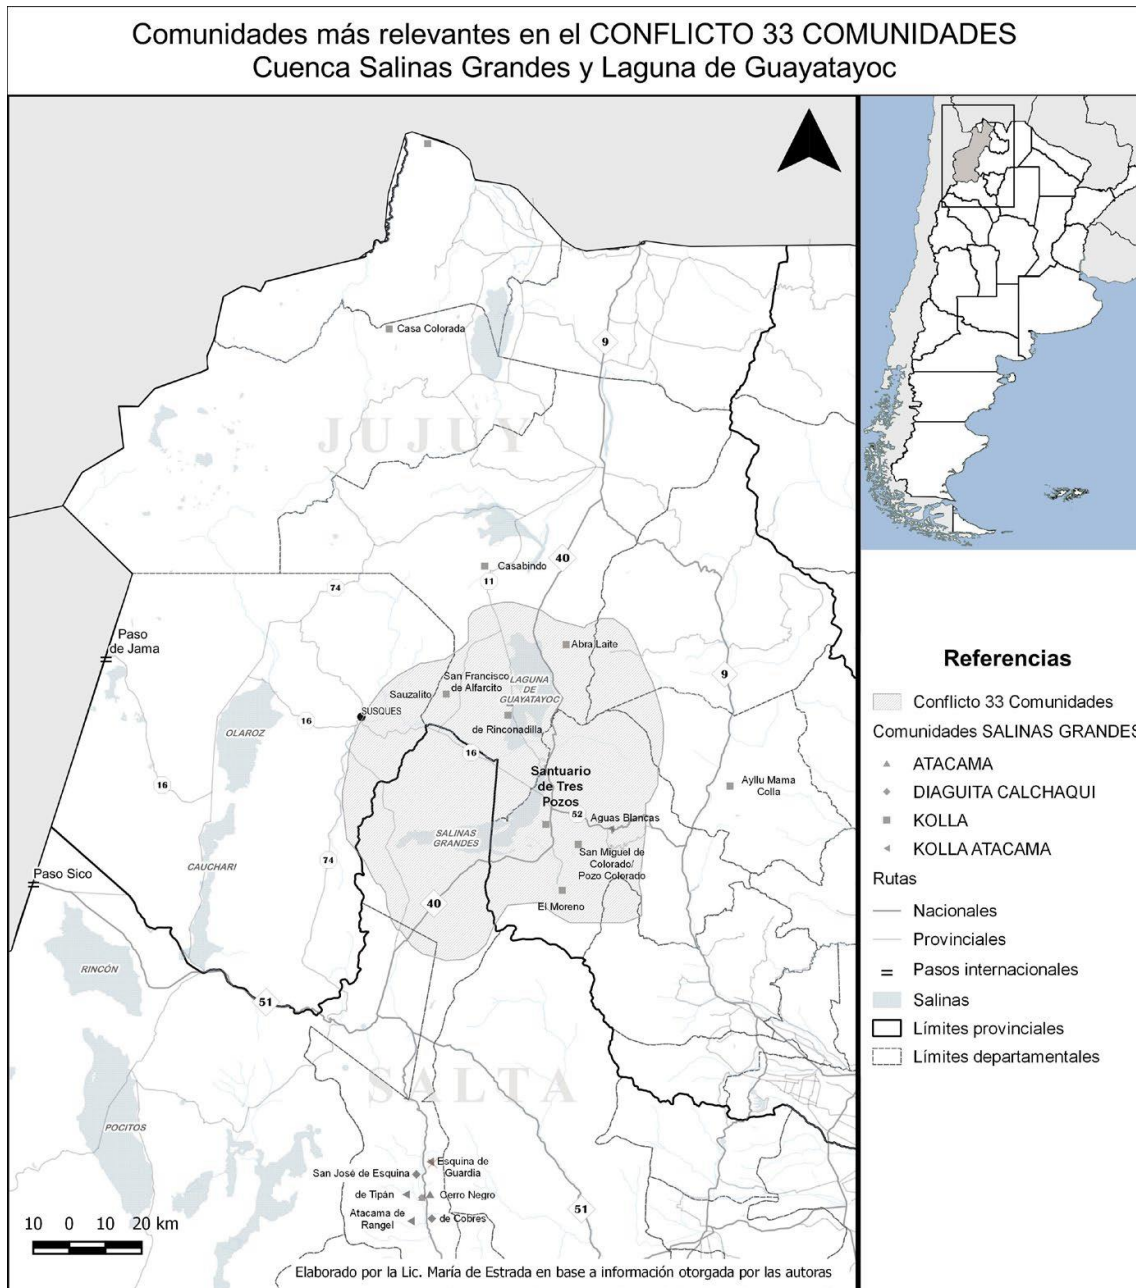 Comunidades más relevantes en el CONFLICTO 33 COMUNIDADES
Cuenca Salinas Grandes y Laguna de Guayatayoc
Casa Colorada
9
JUJUY
40
Casabindo
11
74
Paso
de Jama
Abra Laite
San Francisco
de Alfarcito
LAGUNA
DE
GUAYATAYOC
9
Sauzalito
SUSQUES
16
de Rinconadilla
OLAROZ
16
16
Santuario
de Tres
Pozos
Ayllu Mama
Colla
52
Aguas Blancas
SALINAS
GRANDES
San Miguel de
Colorado/
Pozo Colorado
74
CAUCHARI
Paso Sico
40
El Moreno
RINCÓN
51
SALTA
POCITOS
Esquina de
Guardia
San José de Esquina
de Tipán
Cerro Negro
Atacama de
Rangel
de Cobres
51
10 0 10 20 km
Elaborado por la Lic. María de Estrada en base a información otorgada por las autoras
Referencias
Conflicto 33 Comunidades
Comunidades SALINAS GRANDES
ATACAMA
DIAGUITA CALCHAQUI
KOLLA
KOLLA ATACAMA
Rutas
Nacionales
Provinciales
Pasos internacionales
Salinas
Límites provinciales
Límites departamentales